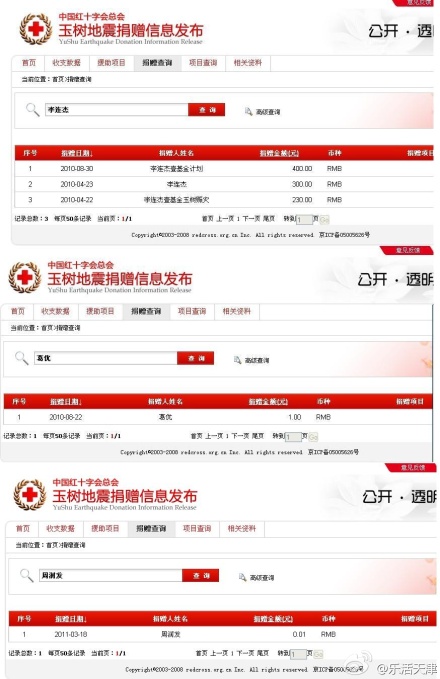 意见反馈
中国红十字会总会
玉树地震捐赠信息发布
YuShu Earthquake Donation Information Release
公开·透
首页 收支数据 援助项目 捐赠查询 项目查询 相关资料
当前位置：首页>捐赠查询
李连杰 查 询 高级查询
序号 捐赠日期↓ 捐赠人姓名 捐赠金额(元) 币种 捐赠项目
1 2010-08-30 李连杰壹基金计划 400.00 RMB
2 2010-04-23 李连杰 300.00 RMB
3 2010-04-22 李连杰壹基金玉树赈灾 230.00 RMB
记录总数：3 每页50条记录 当前页：1/1 首页 上一页 1 下一页 尾页 转到 1 页 Go
Copyright©2003-2008 redcross.org.cn Inc. All rights reserved. 京ICP备05005626号
意见反馈
中国红十字会总会
玉树地震捐赠信息发布
YuShu Earthquake Donation Information Release
公开·透明
首页 收支数据 援助项目 捐赠查询 项目查询 相关资料
当前位置：首页>捐赠查询
葛优 查 询 高级查询
序号 捐赠日期↓ 捐赠人姓名 捐赠金额(元) 币种 捐赠项目
1 2010-08-22 葛优 1.00 RMB
记录总数：1 每页50条记录 当前页：1/1 首页 上一页 1 下一页 尾页 转到 1 页 Go
Copyright©2003-2008 redcross.org.cn Inc. All rights reserved. 京ICP备05005626号
意见反馈
中国红十字会总会
玉树地震捐赠信息发布
YuShu Earthquake Donation Information Release
公开·透明
首页 收支数据 援助项目 捐赠查询 项目查询 相关资料
当前位置：首页>捐赠查询
周润发 查 询 高级查询
序号 捐赠日期↓ 捐赠人姓名 捐赠金额(元) 币种 捐赠项目
1 2011-03-18 周润发 0.01 RMB
记录总数：1 每页50条记录 当前页：1/1 首页 上一页 1 下一页 尾页 转到 1 页 Go
Copyright©2003-2008 redcross.org.cn Inc. All rights reserved. 京ICP备05005626号
@乐活天津